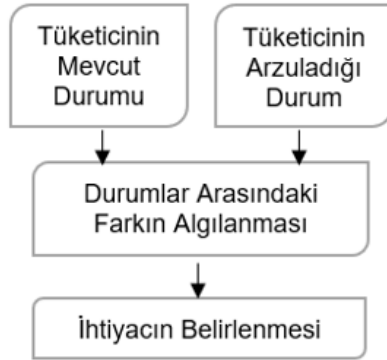 Tüketicinin
Mevcut
Durumu
Tüketicinin
Arzuladığı
Durum
Durumlar Arasındaki
Farkın Algılanması
İhtiyacın Belirlenmesi